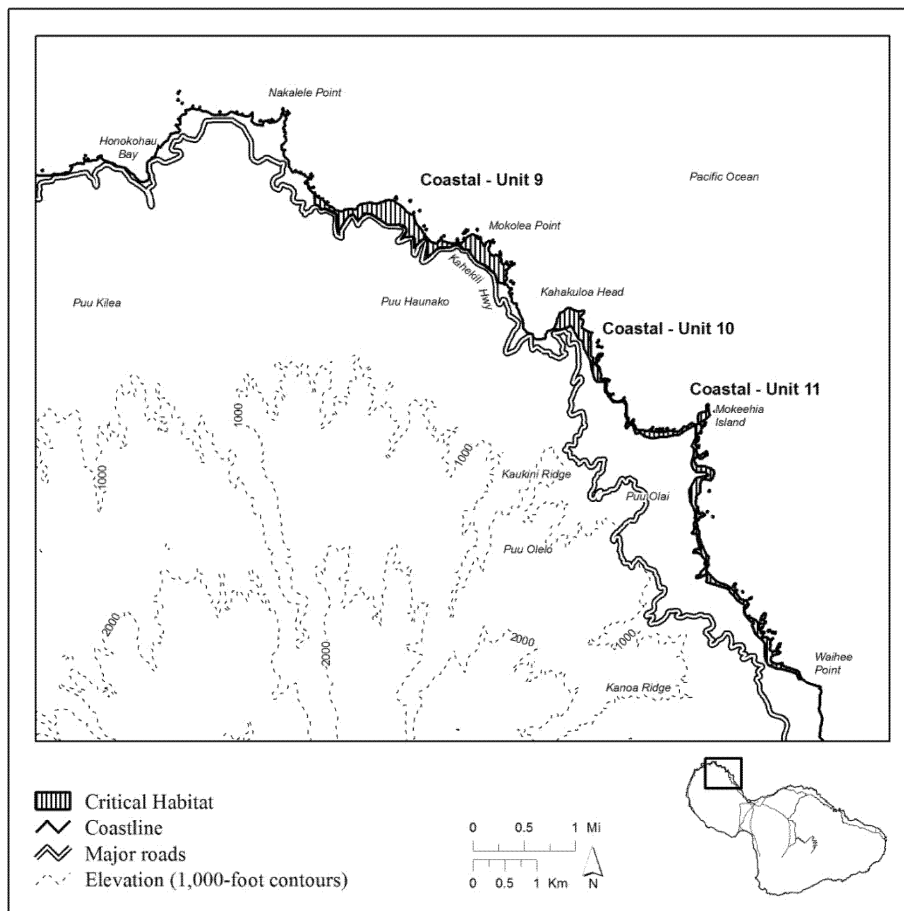 Nakalele Point
Honokohau
Bay
Coastal - Unit 9
Pacific Ocean
Mokolea Point
Kahekili Hwy
Puu Kilea
Puu Haunako
Kahakuloa Head
Coastal - Unit 10
Coastal - Unit 11
Mokeehia
Island
1000
1000
1000
Kaukini Ridge
Puu Olai
Puu Olelo
2000
2000
2000
1000
Waihee
Point
Kanoa Ridge
Critical Habitat
Coastline
Major roads
Elevation (1,000-foot contours)
0 0.5 1 Mi
0 0.5 1 Km
N